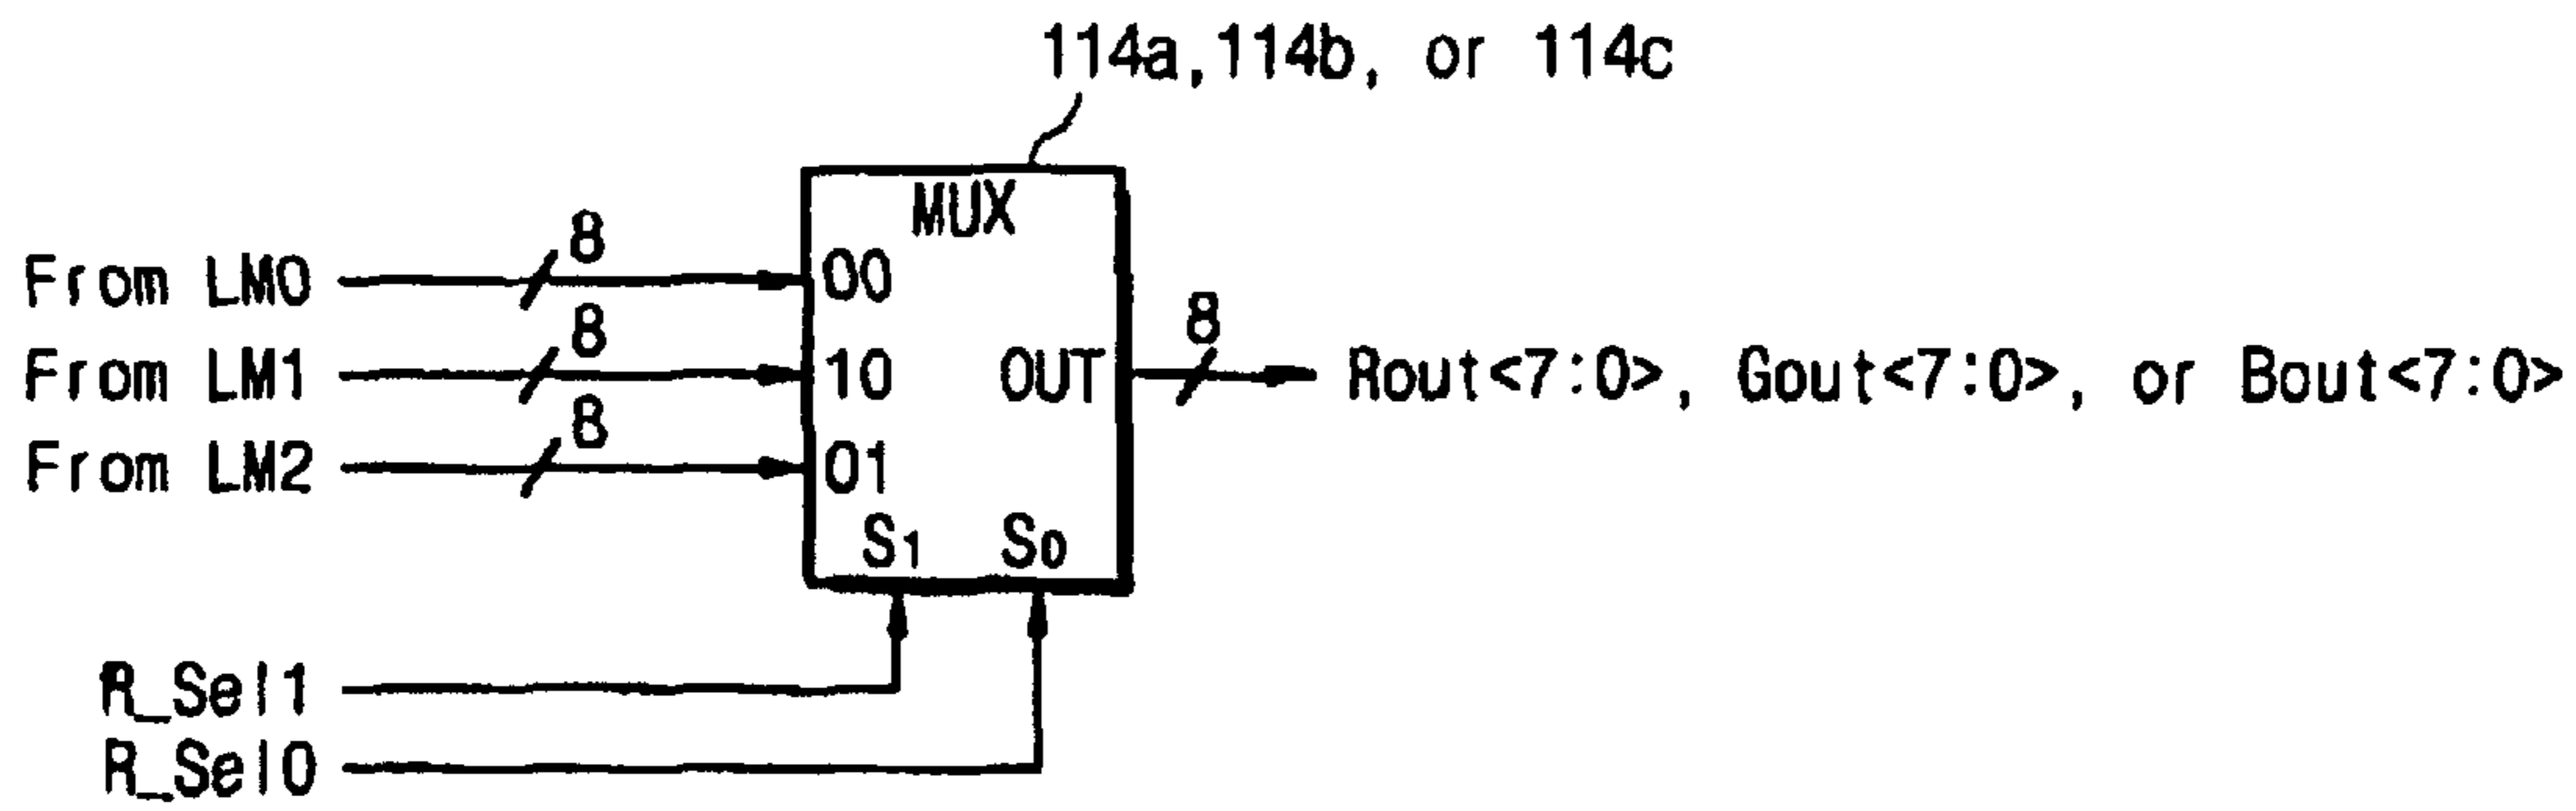 114a,114b, or 114c
MUX
From LM0 8 00
From LM1 8 10 OUT 8 Rout<7:0>, Gout<7:0>, or Bout<7:0>
From LM2 8 01
S1 S0
R_Sel1
R_Sel0